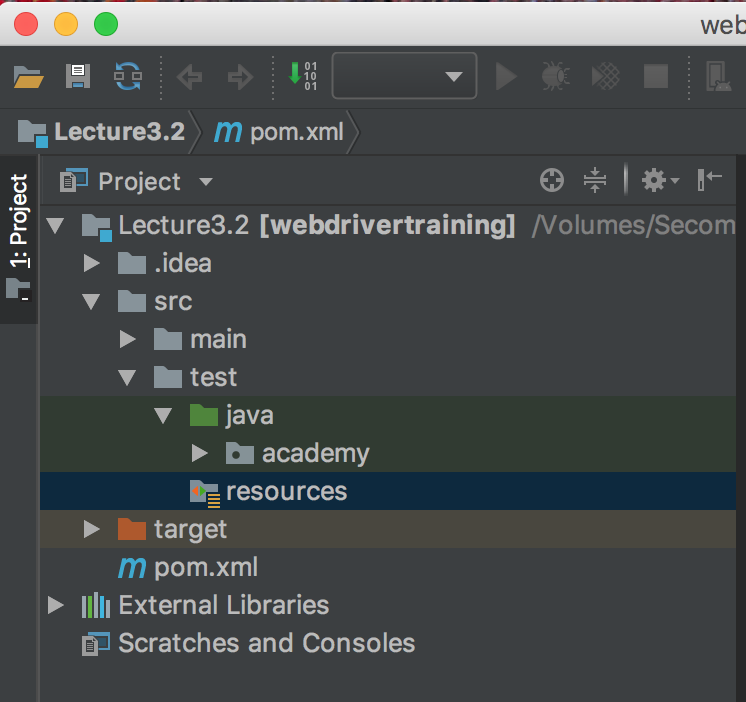 web
01
10
01
Lecture3.2 m pom.xml
1: Project
Project
Lecture3.2 [webdrivertraining] /Volumes/Secom
.idea
src
main
test
java
academy
resources
target
m pom.xml
External Libraries
Scratches and Consoles